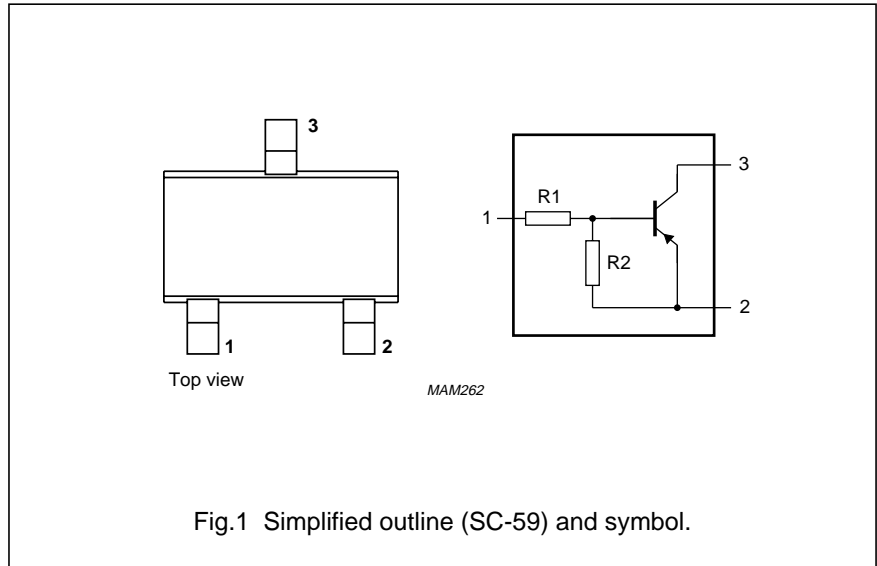 3
1
2
Top view
1
R1
R2
3
2
MAM262
Fig.1 Simplified outline (SC-59) and symbol.